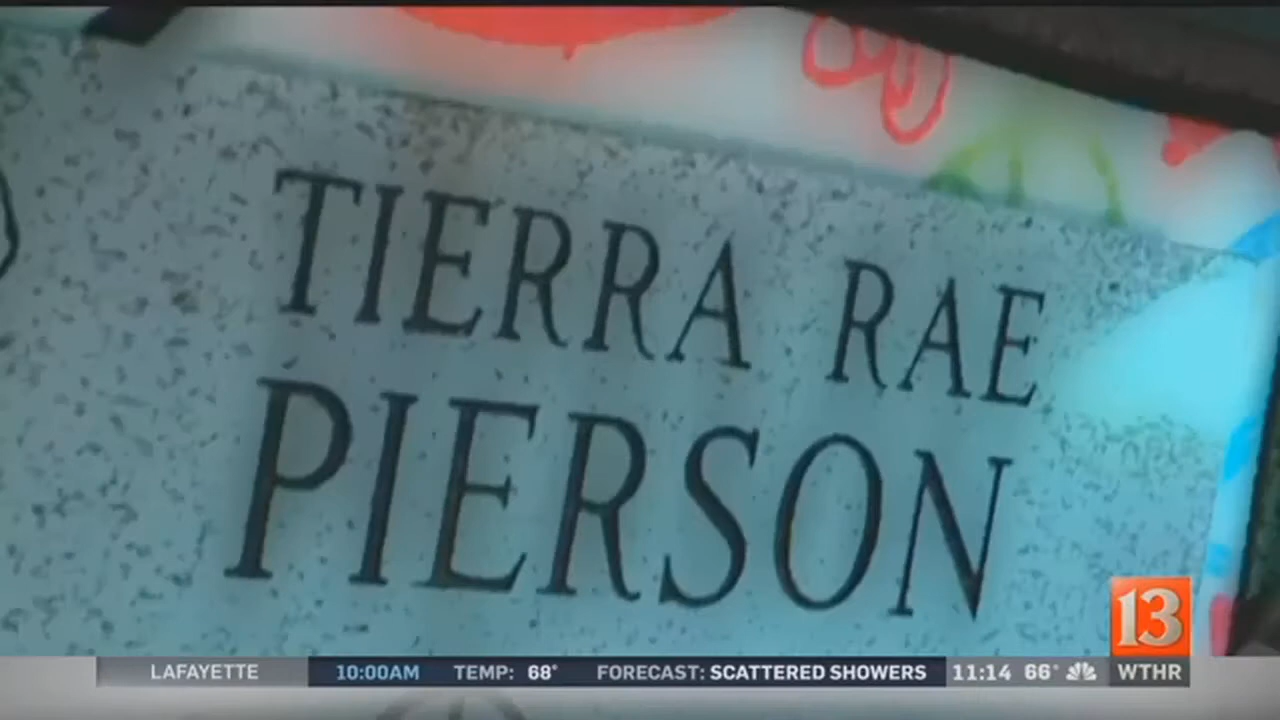 TIERRA RAE
PIERSON
13
LAFAYETTE 10:00AM TEMP: 68° FORECAST: SCATTERED SHOWERS 11:14 66° WTHR